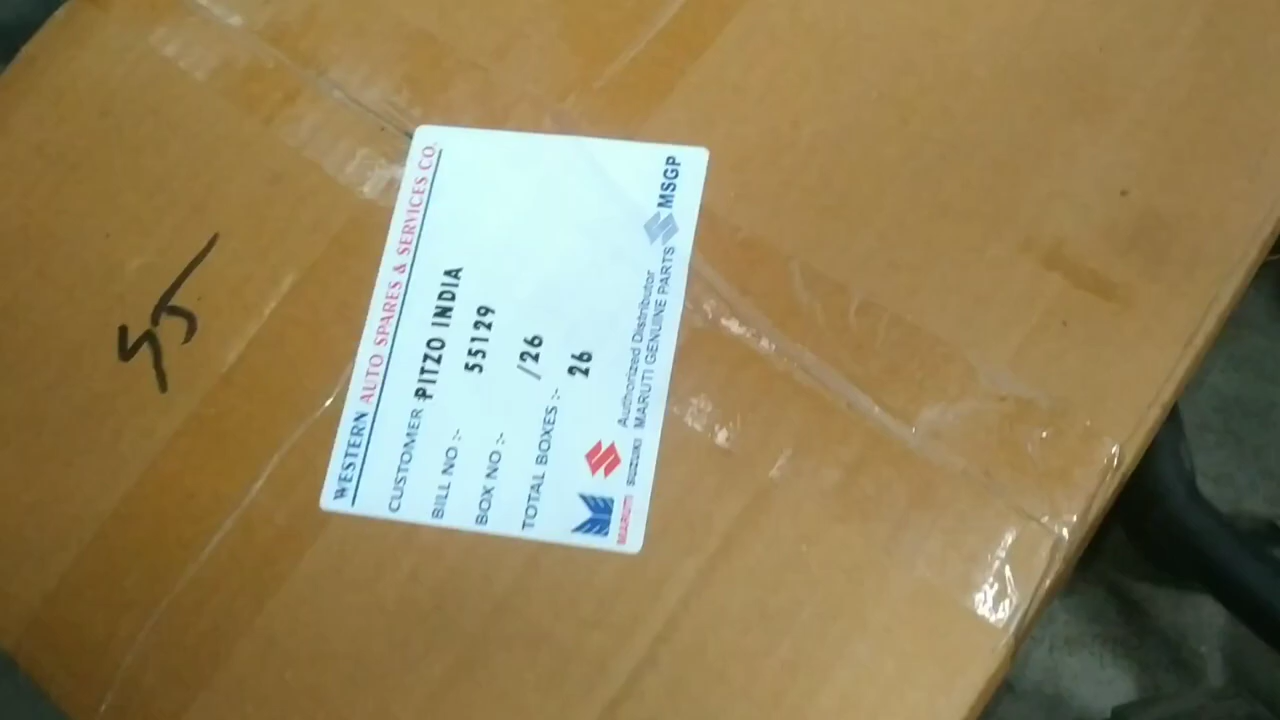 WESTERN AUTO SPARES & SERVICES CO.
CUSTOMER :PITZO INDIA
BILL NO :- 55129
BOX NO :- /26
TOTAL BOXES :- 26
MARUTI SUZUKI
Authorized Distributor
MARUTI GENUINE PARTS
MSGP
55